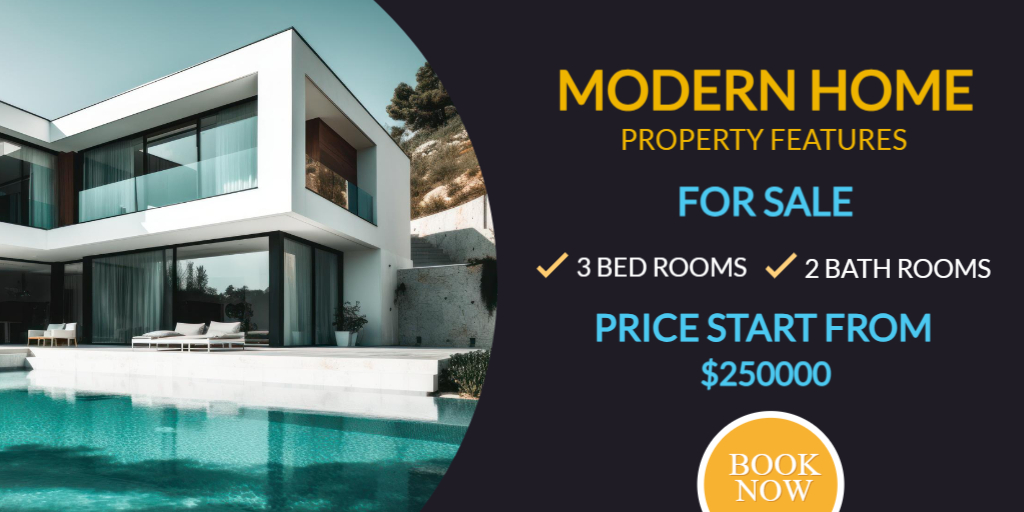 MODERN HOME
PROPERTY FEATURES
FOR SALE
3 BED ROOMS 2 BATH ROOMS
PRICE START FROM
$250000
BOOK
NOW